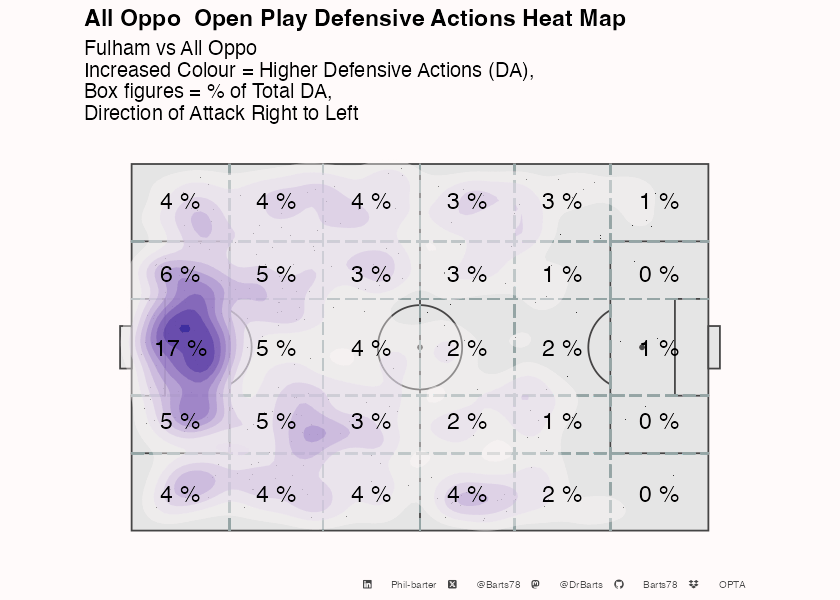 All Oppo  Open Play Defensive Actions Heat Map
Fulham vs All Oppo
Increased Colour = Higher Defensive Actions (DA),
Box figures = % of Total DA,
Direction of Attack Right to Left
4 % 4 % 4 % 3 % 3 % 1 %
6 % 5 % 3 % 3 % 1 % 0 %
17 % 5 % 4 % 2 % 2 % 1 %
5 % 5 % 3 % 2 % 1 % 0 %
4 % 4 % 4 % 4 % 2 % 0 %
Phil-barter @Barts78 @DrBarts Barts78 OPTA